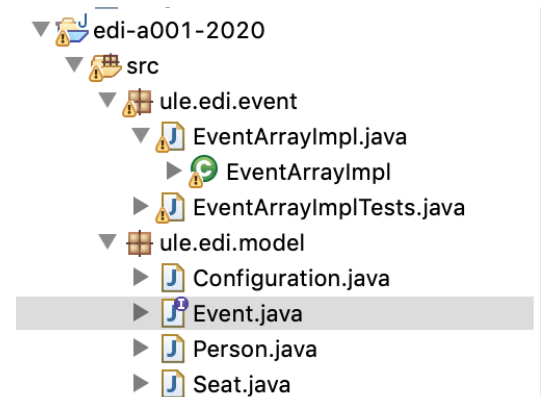 edi-a001-2020
src
ule.edi.event
EventArrayImpl.java
EventArrayImpl
EventArrayImplTests.java
ule.edi.model
Configuration.java
Event.java
Person.java
Seat.java